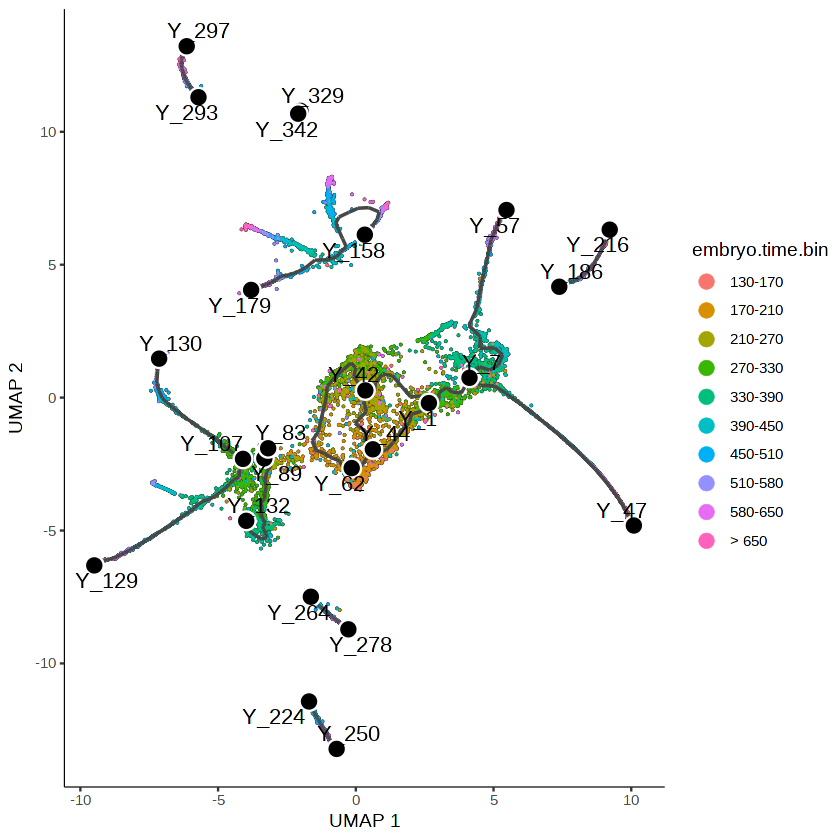 Y_297
Y_293
Y_329
Y_342
10
Y_57
Y_216
Y_158
Y_186
5
Y_179
embryo.time.bin
130-170
170-210
210-270
270-330
330-390
390-450
450-510
510-580
580-650
> 650
Y_130
Y_7
Y_42
UMAP 2
0
Y_1
Y_83
Y_44
Y_107
Y_89
Y_62
Y_132
Y_47
-5
Y_129
Y_264
Y_278
-10
Y_224
Y_250
-10
-5
0
5
10
UMAP 1